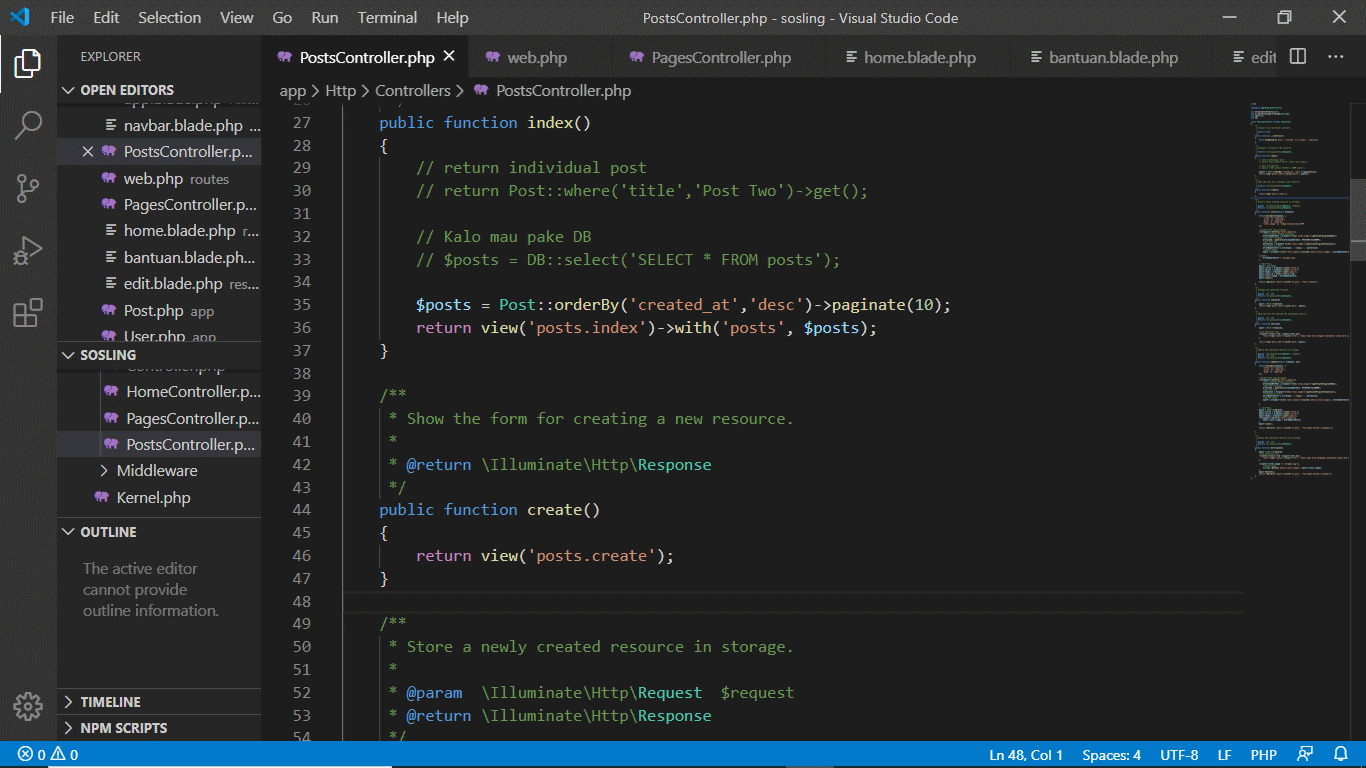 File Edit Selection View Go Run Terminal Help PostsController.php - sosling - Visual Studio Code
EXPLORER
PostsController.php web.php PagesController.php home.blade.php bantuan.blade.php edit
OPEN EDITORS
app > Http > Controllers > PostsController.php
navbar.blade.php ...
PostsController.p...
web.php routes
PagesController.p...
home.blade.php r...
bantuan.blade.ph...
edit.blade.php res...
Post.php app
User.php app
SOSLING
Controller.php
HomeController.p...
PagesController.p...
PostsController.p...
Middleware
Kernel.php
OUTLINE
The active editor
cannot provide
outline information.
TIMELINE
NPM SCRIPTS
27 public function index()
28 {
29 // return individual post
30 // return Post::where('title','Post Two')->get();
31
32 // Kalo mau pake DB
33 // $posts = DB::select('SELECT * FROM posts');
34
35 $posts = Post::orderBy('created_at','desc')->paginate(10);
36 return view('posts.index')->with('posts', $posts);
37 }
38
39 /**
40 * Show the form for creating a new resource.
41 *
42 * @return \Illuminate\Http\Response
43 */
44 public function create()
45 {
46 return view('posts.create');
47 }
48
49 /**
50 * Store a newly created resource in storage.
51 *
52 * @param \Illuminate\Http\Request $request
53 * @return \Illuminate\Http\Response
54 */
0 0 Ln 48, Col 1 Spaces: 4 UTF-8 LF PHP